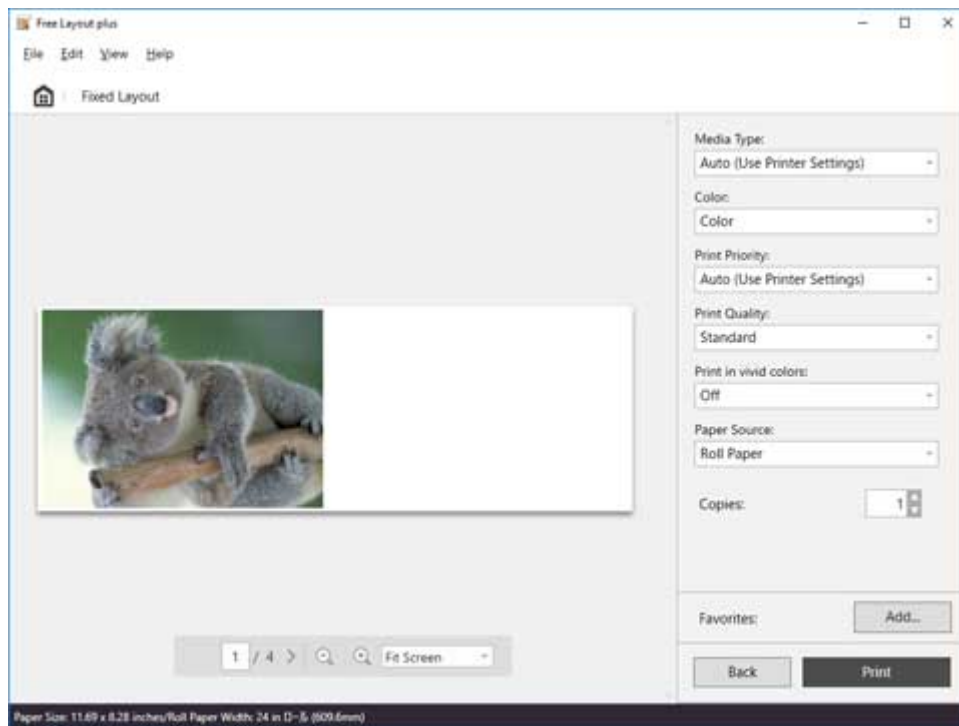 Free Layout plus
File Edit View Help
Fixed Layout
Media Type:
Auto (Use Printer Settings)
Color:
Color
Print Priority:
Auto (Use Printer Settings)
Print Quality:
Standard
Print in vivid colors:
Off
Paper Source:
Roll Paper
Copies: 1
Favorites: Add...
1 / 4 Fit Screen
Back Print
Paper Size: 11.69 x 8.28 inches/Roll Paper Width: 24 in ロール (609.6mm)